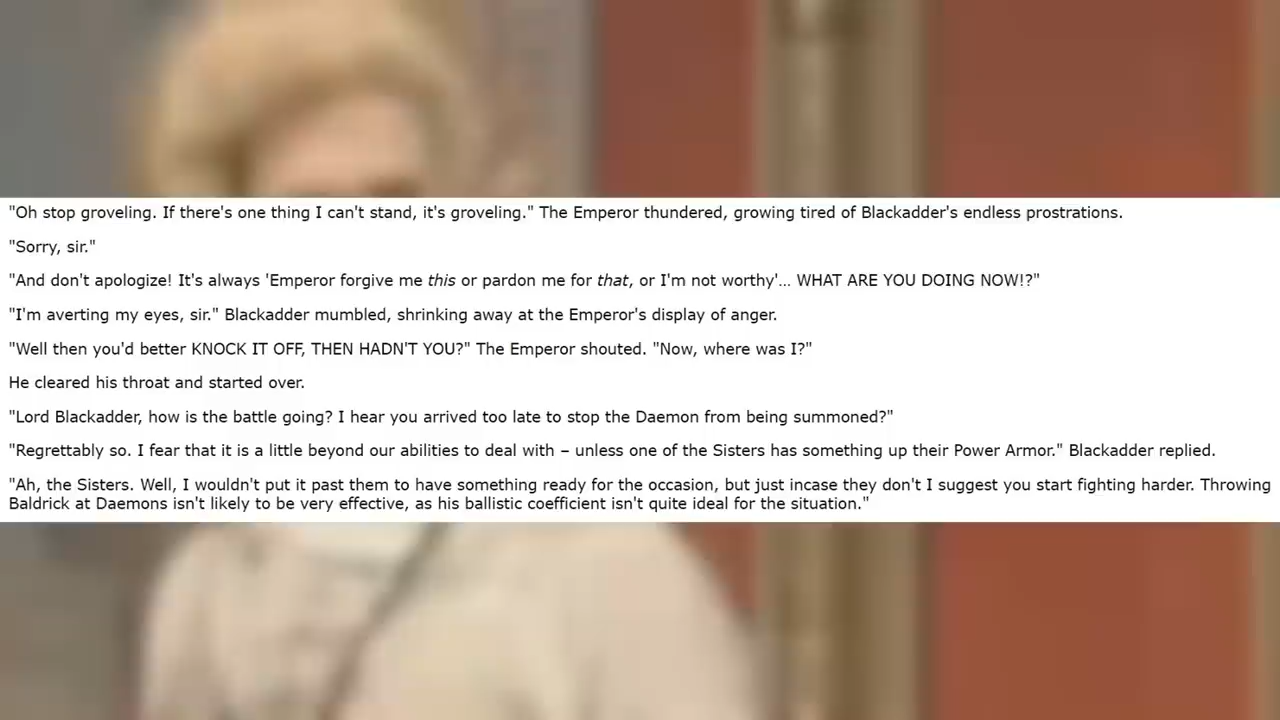 "Oh stop groveling. If there's one thing I can't stand, it's groveling." The Emperor thundered, growing tired of Blackadder's endless prostrations.
"Sorry, sir."
"And don't apologize! It's always 'Emperor forgive me this or pardon me for that, or I'm not worthy'... WHAT ARE YOU DOING NOW!?"
"I'm averting my eyes, sir." Blackadder mumbled, shrinking away at the Emperor's display of anger.
"Well then you'd better KNOCK IT OFF, THEN HADN'T YOU?" The Emperor shouted. "Now, where was I?"
He cleared his throat and started over.
"Lord Blackadder, how is the battle going? I hear you arrived too late to stop the Daemon from being summoned?"
"Regrettably so. I fear that it is a little beyond our abilities to deal with – unless one of the Sisters has something up their Power Armor." Blackadder replied.
"Ah, the Sisters. Well, I wouldn't put it past them to have something ready for the occasion, but just incase they don't I suggest you start fighting harder. Throwing
Baldrick at Daemons isn't likely to be very effective, as his ballistic coefficient isn't quite ideal for the situation."